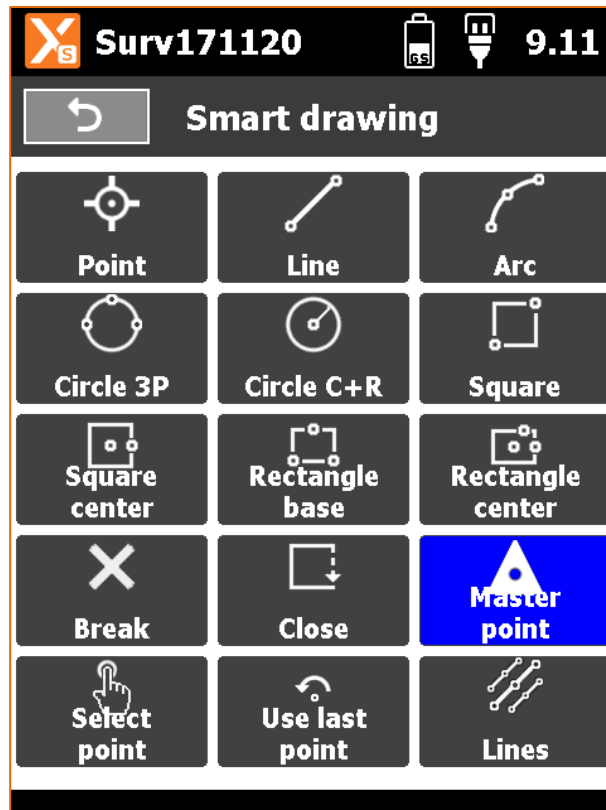 X S Surv171120 GS 9.11
Smart drawing
Point Line Arc
Circle 3P Circle C+R Square
Square Rectangle Rectangle
center base center
Break Close Master
point
Select Use last
point point Lines